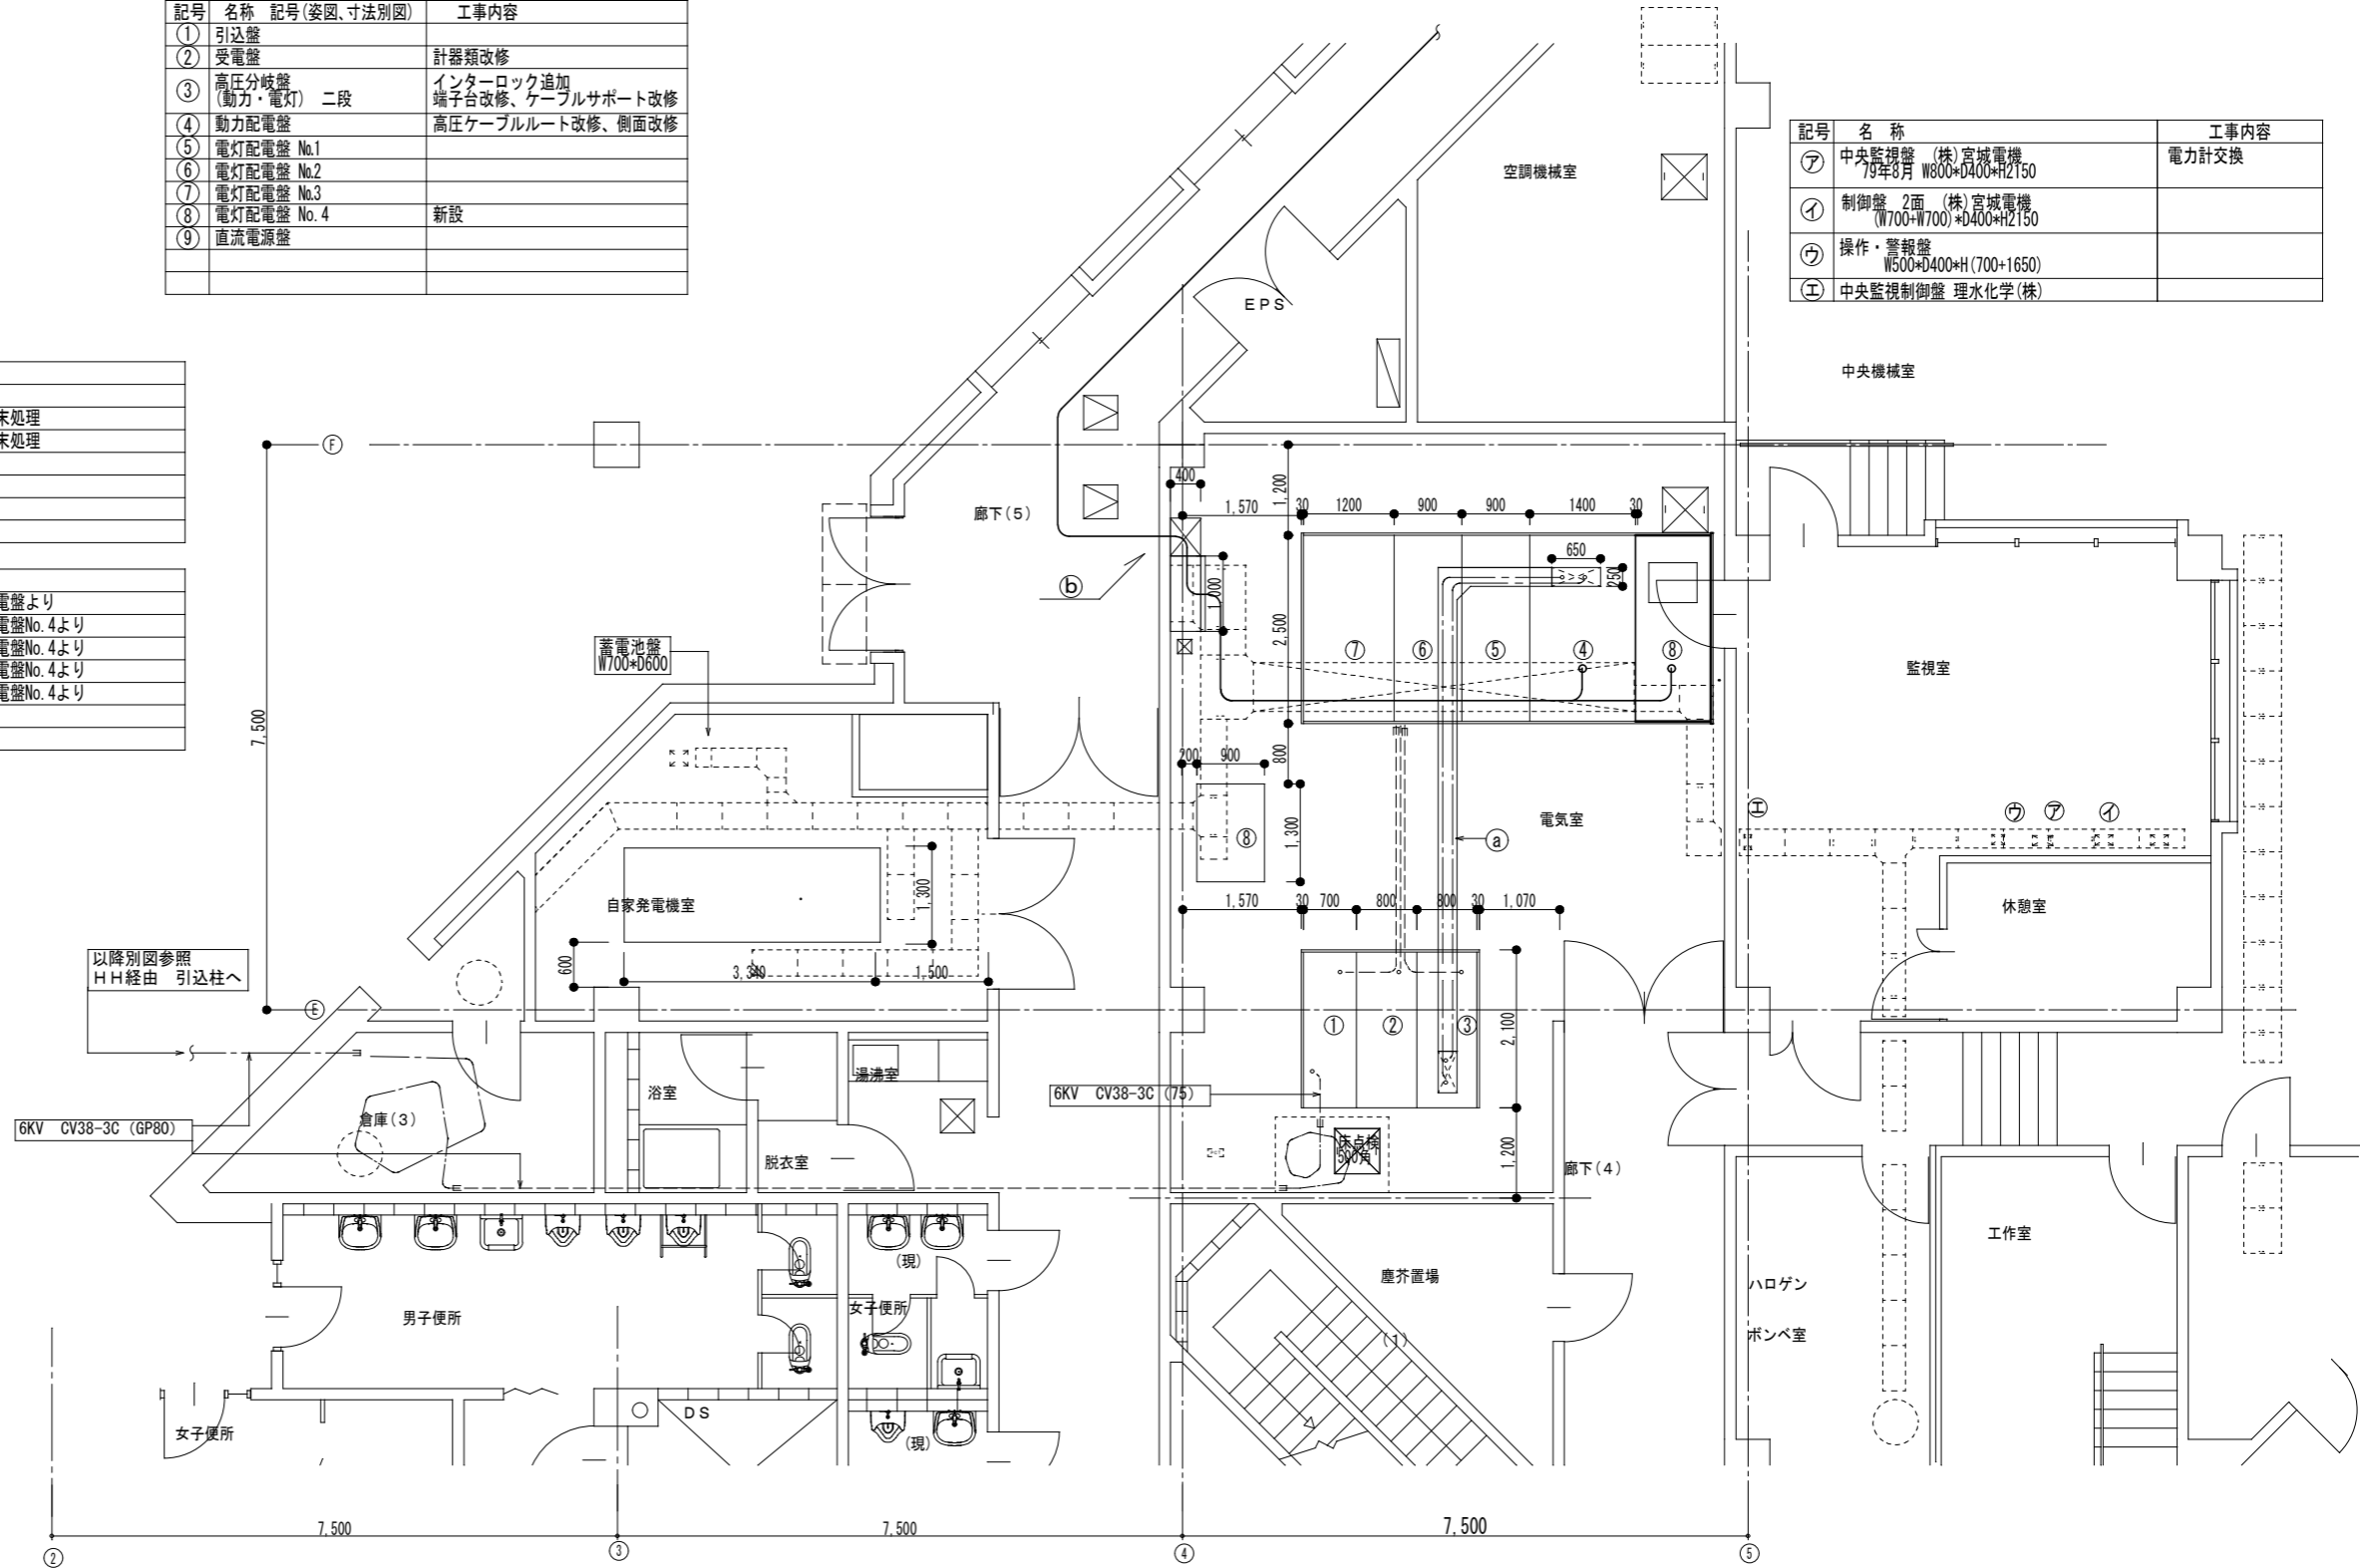 記号 名称 記号(姿図、寸法別図) 工事内容
① 引込盤
② 受電盤 計器類改修
③ 高圧分岐盤 インターロック追加
(動力・電灯) 二段 端子台改修、ケーブルサポート改修
④ 動力配電盤 高圧ケーブルルート改修、側面改修
⑤ 電灯配電盤 No.1
⑥ 電灯配電盤 No.2
⑦ 電灯配電盤 No.3
⑧ 電灯配電盤 No.4 新設
⑨ 直流電源盤
記号 名 称 工事内容
㋐ 中央監視盤 (株)宮城電機 電力計交換
79年8月 W800*D400*H2150
㋑ 制御盤 2面 (株)宮城電機
(W700+W700)*D400*H2150
㋒ 操作・警報盤
W500*D400*H(700+1650)
㋓ 中央監視制御盤 理水化学(株)
末処理
末処理
電盤より
電盤No.4より
電盤No.4より
電盤No.4より
電盤No.4より
空調機械室
EPS
中央機械室
Ⓕ
廊下(5)
400
1,570
30
1200
900
900
1400
30
1,200
650
250
1,000
2,500
ⓑ
⑦
⑥
⑤
④
⑧
監視室
蓄電池盤
W700*D600
7,500
200
900
800
㋓
㋒
㋐
㋑
電気室
ⓐ
⑧
1,300
1,300
自家発電機室
休憩室
1,570
30
700
800
800
30
1,070
以降別図参照
HH経由 引込柱へ
600
3,340
1,500
Ⓔ
①
②
③
2,100
湯沸室
浴室
6KV CV38-3C (75)
6KV CV38-3C (GP80)
倉庫(3)
脱衣室
床点検
500角
1,200
廊下(4)
工作室
(現)
塵芥置場
ハロゲン
ボンベ室
男子便所
女子便所
(1)
DS
女子便所
(現)
7,500
7,500
7,500
②
③
④
⑤